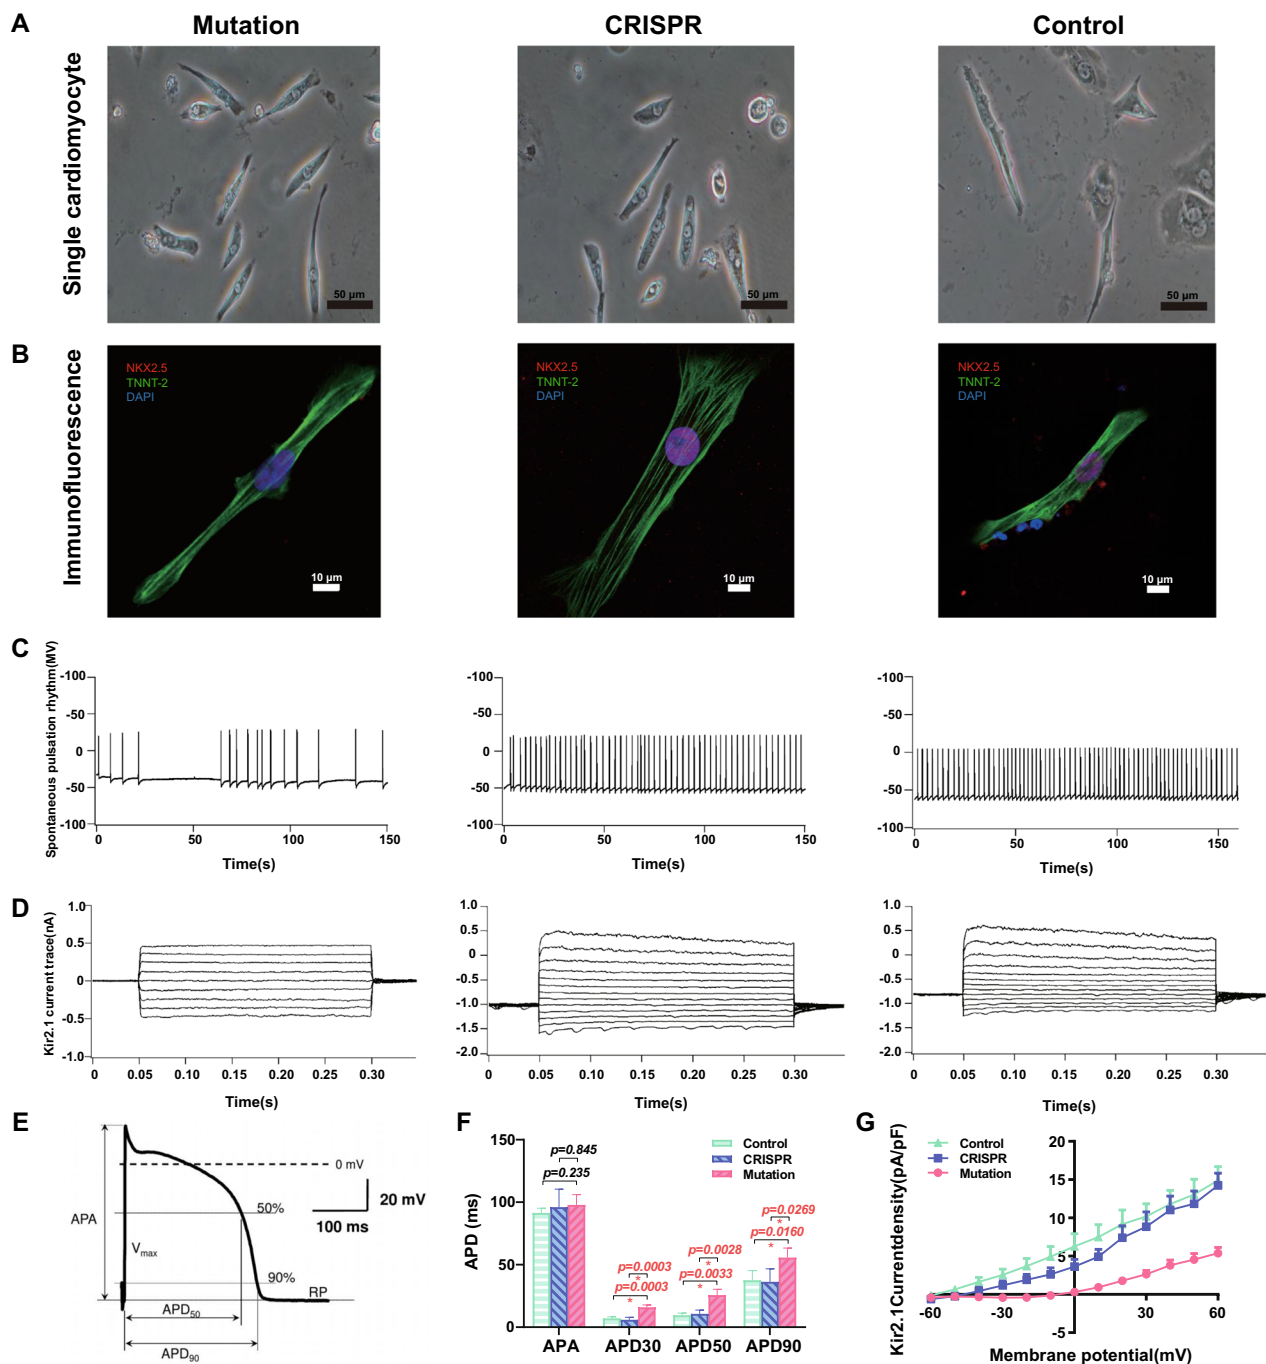 A
Mutation
CRISPR
Control
Single cardiomyocyte
50 µm
50 µm
50 µm
B
Immunofluorescence
NKX2.5
TNNT-2
DAPI
10 µm
NKX2.5
TNNT-2
DAPI
10 µm
NKX2.5
TNNT-2
DAPI
10 µm
C
Spontaneous pulsation rhythm(MV)
-100
-50
0
-50
-100
0
50
100
150
Time(s)
-100
-50
0
-50
-100
0
50
100
150
Time(s)
-100
-50
0
-50
-100
0
50
100
150
Time(s)
D
Kir2.1 current trace(nA)
1.0
0.5
0
-0.5
-1.0
0
0.05
0.10
0.15
0.20
0.25
0.30
Time(s)
1.0
0.5
0
-0.5
-1.0
-1.5
-2.0
0
0.05
0.10
0.15
0.20
0.25
0.30
Time(s)
1.0
0.5
0
-0.5
-1.0
-1.5
-2.0
0
0.05
0.10
0.15
0.20
0.25
0.30
Time(s)
E
APA
0 mV
20 mV
100 ms
50%
Vmax
90%
RP
APD50
APD90
F
APD (ms)
150
100
50
0
Control
CRISPR
Mutation
p=0.845
p=0.235
p=0.0003
*
p=0.0003
*
p=0.0028
*
p=0.0033
*
p=0.0269
*
p=0.0160
*
APA
APD30
APD50
APD90
G
Kir2.1Currentdensity(pA/pF)
Control
CRISPR
Mutation
20
15
10
5
-5
-60
-30
0
30
60
Membrane potential(mV)